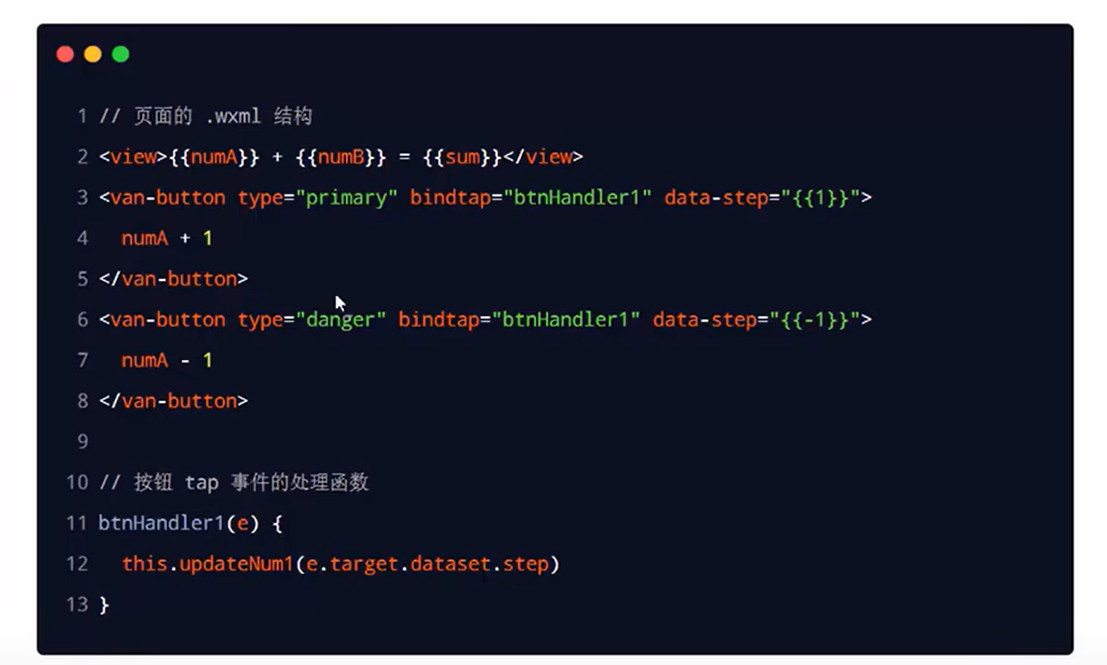 1 // 页面的 .wxml 结构
2 <view>{{numA}} + {{numB}} = {{sum}}</view>
3 <van-button type="primary" bindtap="btnHandler1" data-step="{{1}}">
4 numA + 1
5 </van-button>
6 <van-button type="danger" bindtap="btnHandler1" data-step="{{-1}}">
7 numA - 1
8 </van-button>
9
10 // 按钮 tap 事件的处理函数
11 btnHandler1(e) {
12 this.updateNum1(e.target.dataset.step)
13 }